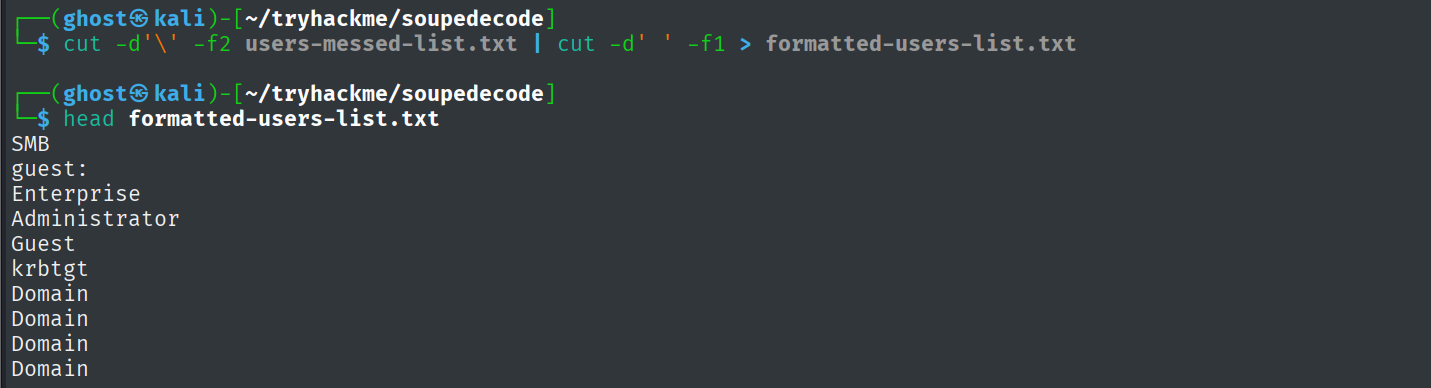 ┌──(ghost㉿kali)-[~/tryhackme/soupedecode]
└─$ cut -d'\' -f2 users-messed-list.txt | cut -d' ' -f1 > formatted-users-list.txt
┌──(ghost㉿kali)-[~/tryhackme/soupedecode]
└─$ head formatted-users-list.txt
SMB
guest:
Enterprise
Administrator
Guest
krbtgt
Domain
Domain
Domain
Domain